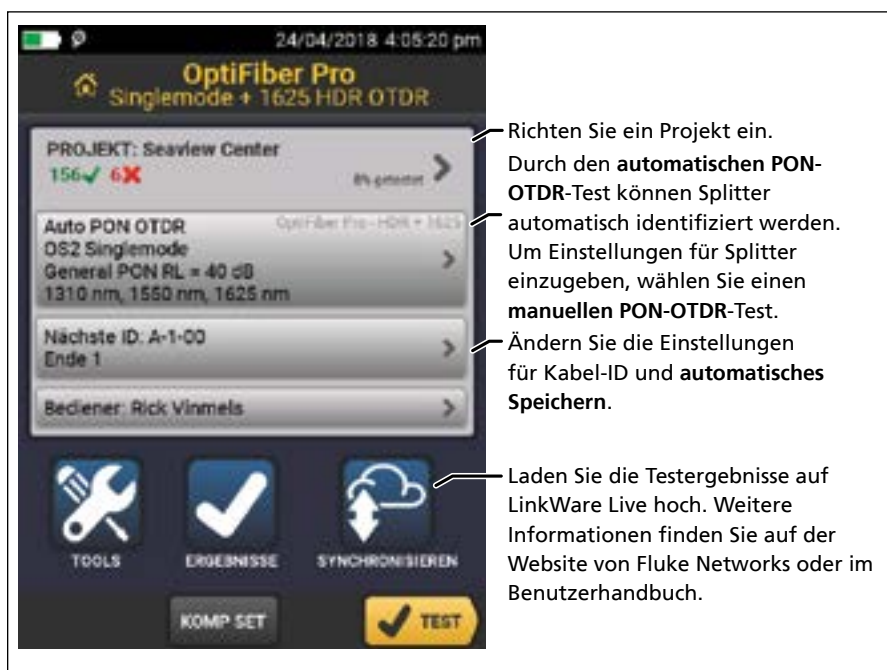 24/04/2018 4:05:20 pm
OptiFiber Pro
Singlemode + 1625 HDR OTDR
PROJEKT: Seaview Center
156 6
8% getestet
Auto PON OTDR
OptiFiber Pro - HDR + 1625
OS2 Singlemode
General PON RL = 40 dB
1310 nm, 1550 nm, 1625 nm
Nächste ID: A-1-00
Ende 1
Bediener: Rick Vinmels
TOOLS
ERGEBNISSE
SYNCHRONISIEREN
KOMP SET
TEST
Richten Sie ein Projekt ein.
Durch den automatischen PON-
OTDR-Test können Splitter
automatisch identifiziert werden.
Um Einstellungen für Splitter
einzugeben, wählen Sie einen
manuellen PON-OTDR-Test.
Ändern Sie die Einstellungen
für Kabel-ID und automatisches
Speichern.
Laden Sie die Testergebnisse auf
LinkWare Live hoch. Weitere
Informationen finden Sie auf der
Website von Fluke Networks oder im
Benutzerhandbuch.